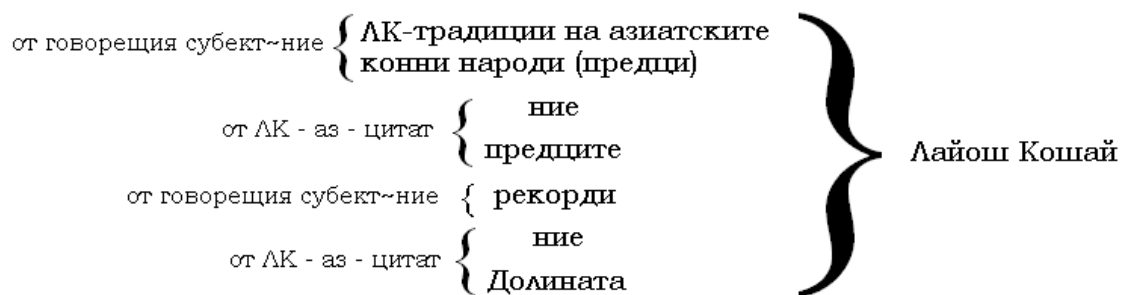 от говорещия субект~ние { ЛК-традиции на азиатските
конни народи (предци)
от ЛК - аз - цитат { ние
предците
Лайош Кошай
от говорещия субект~ние { рекорди
от ЛК - аз - цитат { ние
Долината